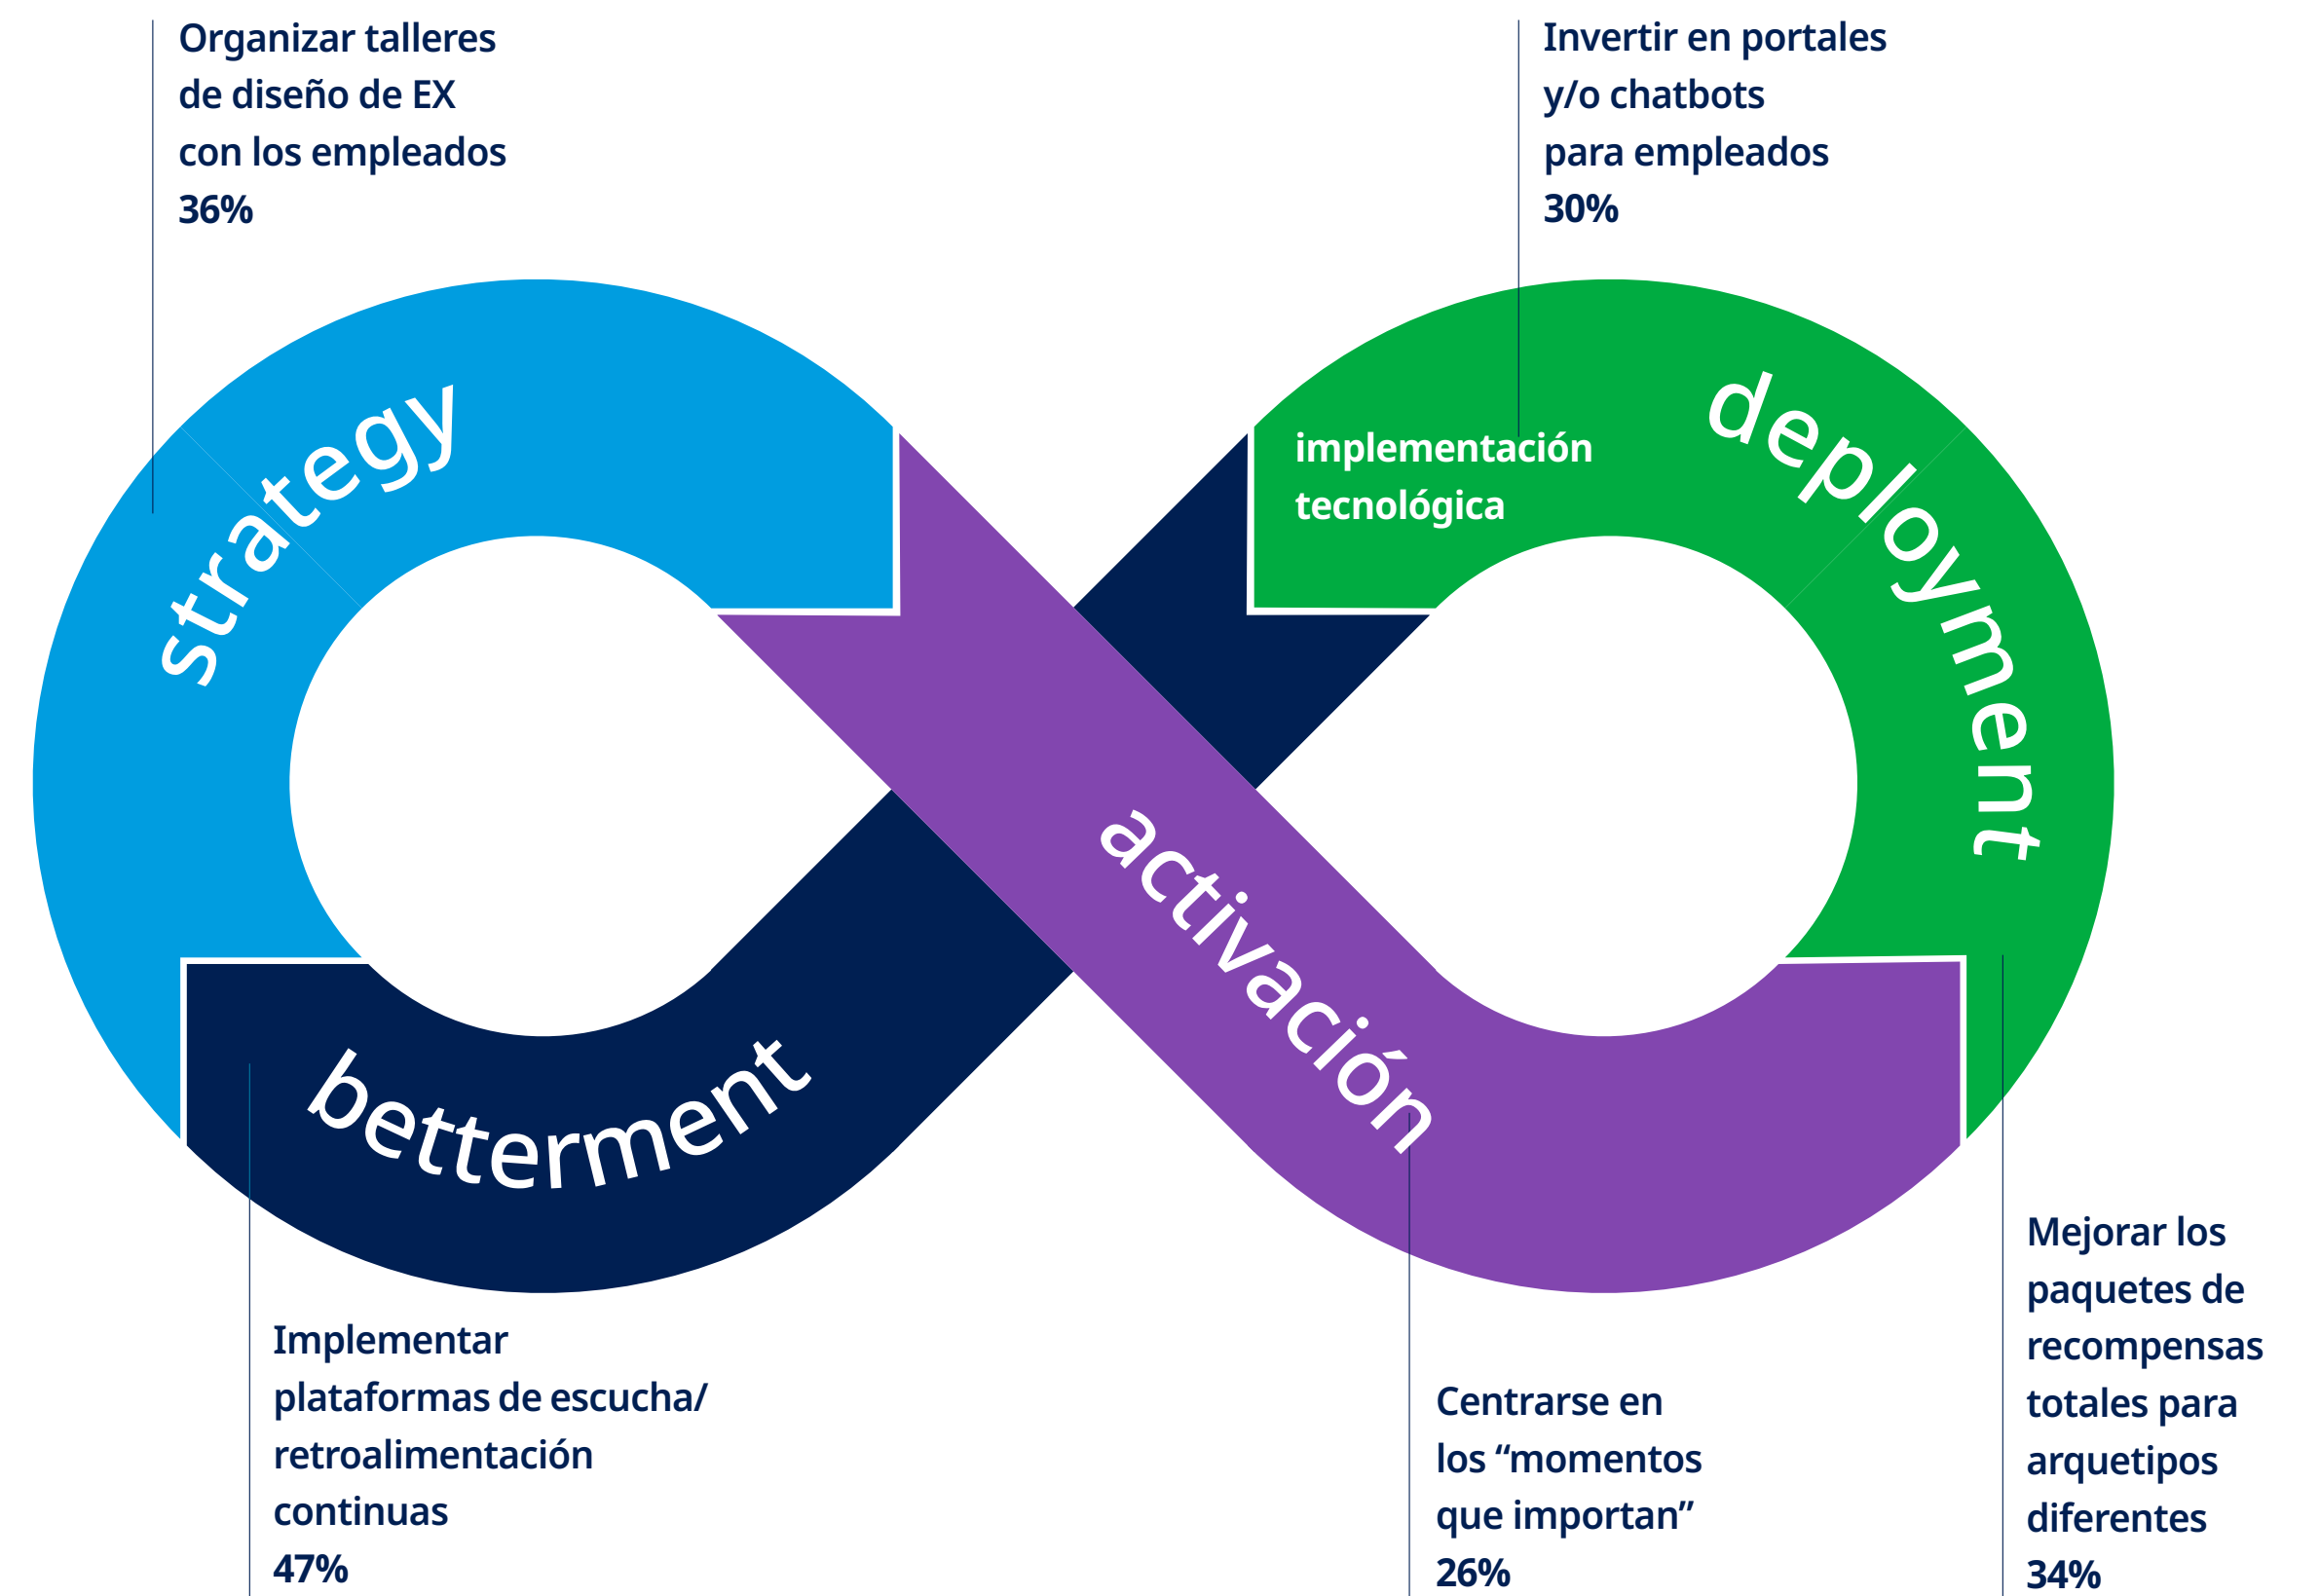 Organizar talleres
de diseño de EX
con los empleados
36%
Invertir en portales
y/o chatbots
para empleados
30%
strategy
implementación
tecnológica
deployment
activación
betterment
Implementar
plataformas de escucha/
retroalimentación
continuas
47%
Centrarse en
los “momentos
que importan”
26%
Mejorar los
paquetes de
recompensas
totales para
arquetipos
diferentes
34%